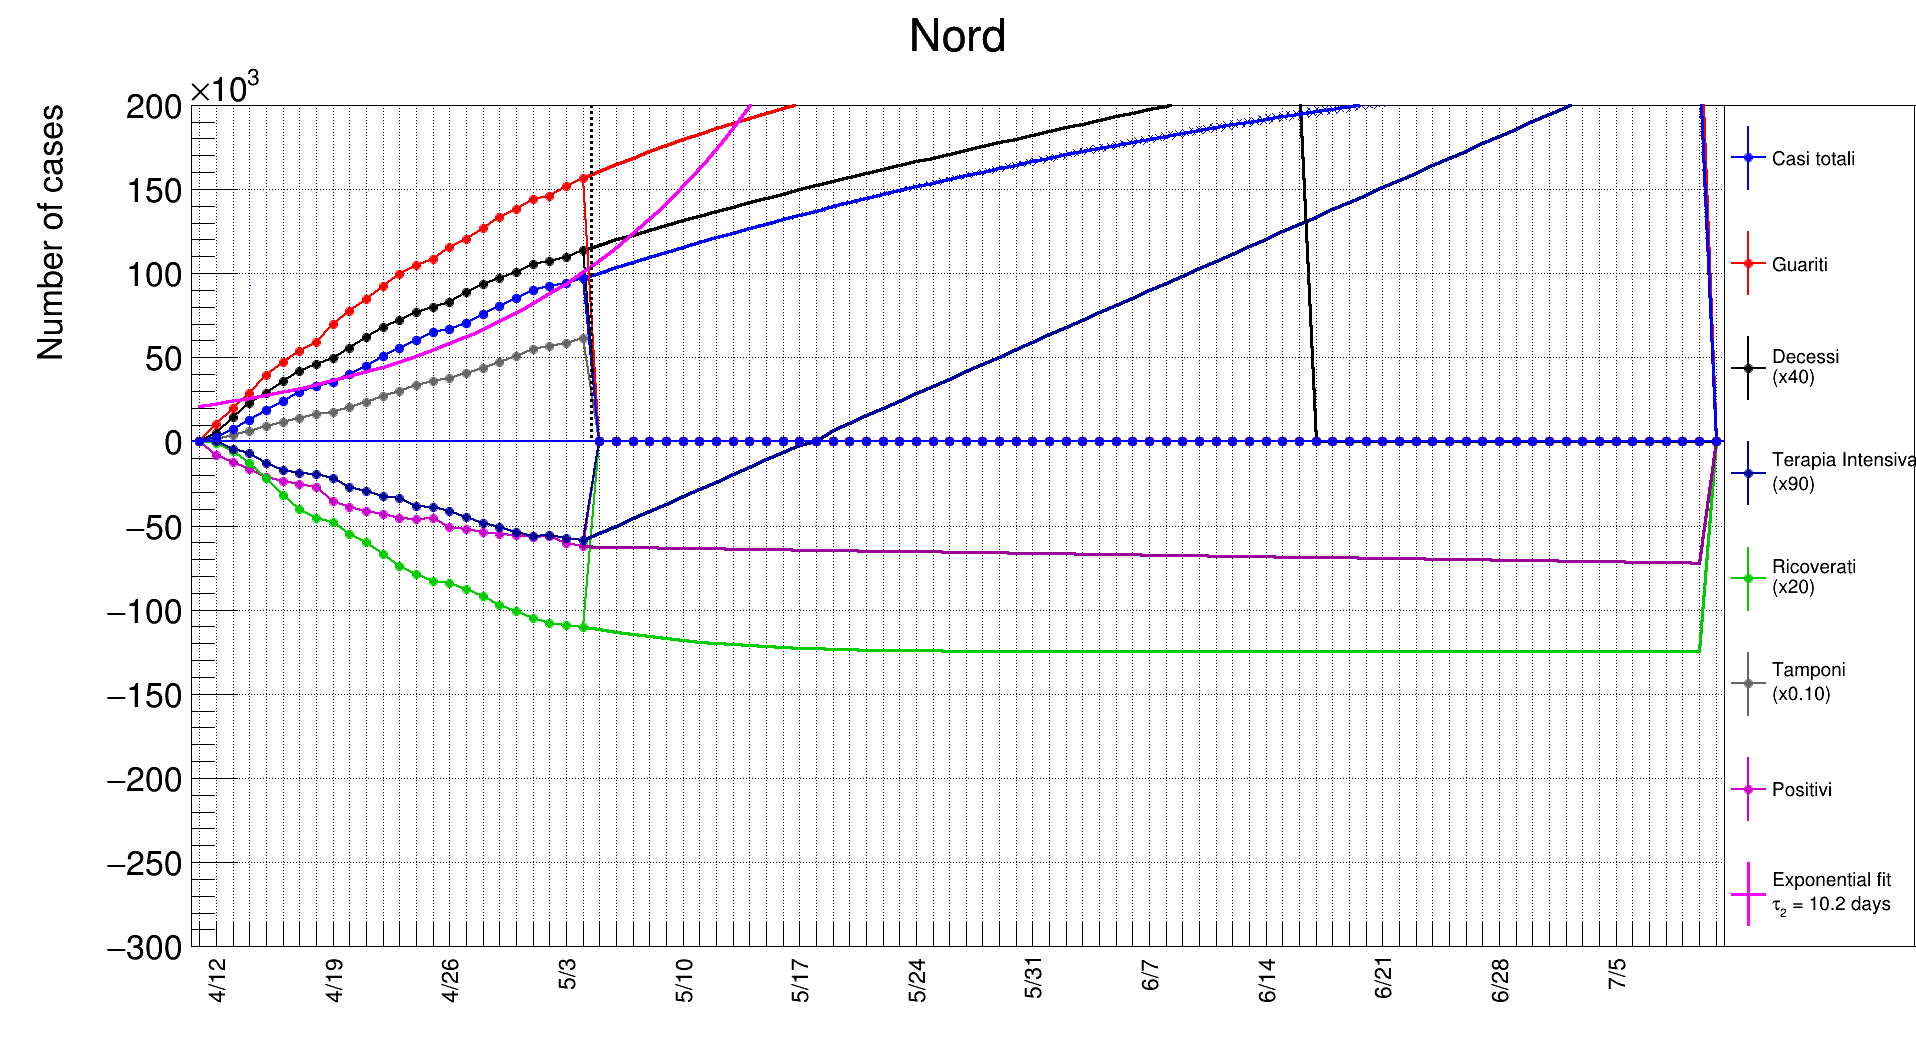 Nord
×10³
Number of cases
200
150
100
50
0
−50
−100
−150
−200
−250
−300
4/12
4/19
4/26
5/3
5/10
5/17
5/24
5/31
6/7
6/14
6/21
6/28
7/5
Casi totali
Guariti
Decessi
(x40)
Terapia Intensiva
(x90)
Ricoverati
(x20)
Tamponi
(x0.10)
Positivi
Exponential fit
τ₂ = 10.2 days